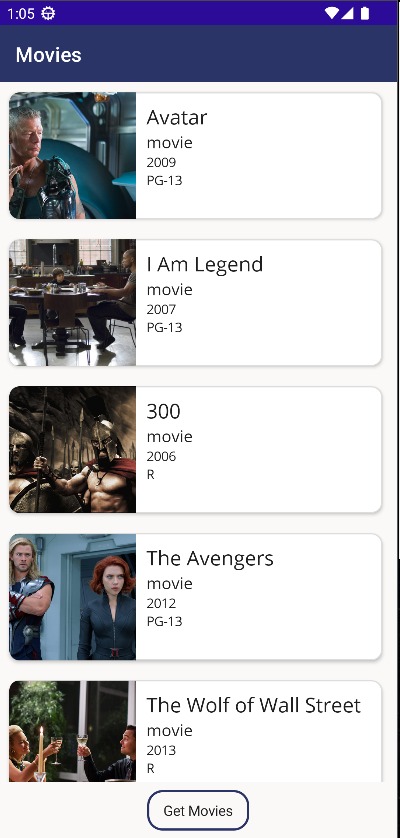 1:05
Movies
Avatar
movie
2009
PG-13
I Am Legend
movie
2007
PG-13
300
movie
2006
R
The Avengers
movie
2012
PG-13
The Wolf of Wall Street
movie
2013
R
Get Movies